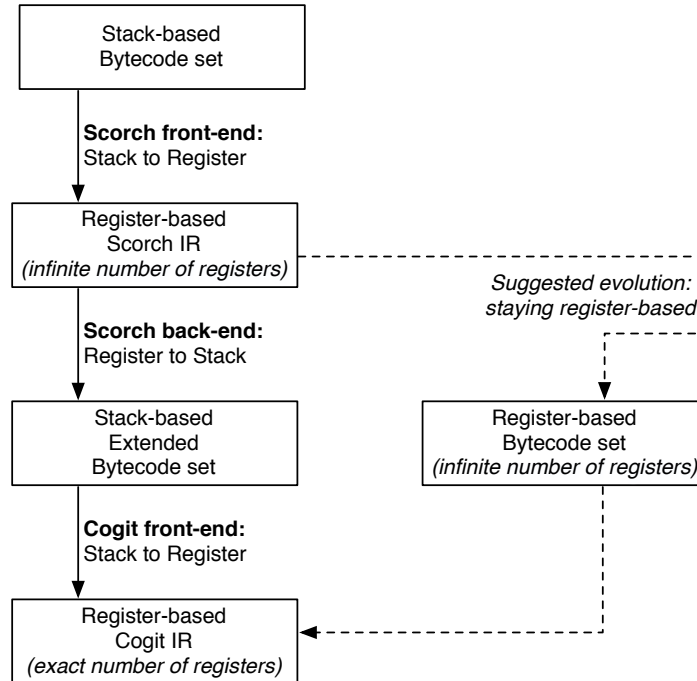 Stack-based
Bytecode set
Scorch front-end:
Stack to Register
Register-based
Scorch IR
(infinite number of registers)
Suggested evolution:
staying register-based
Scorch back-end:
Register to Stack
Stack-based
Extended
Bytecode set
Register-based
Bytecode set
(infinite number of registers)
Cogit front-end:
Stack to Register
Register-based
Cogit IR
(exact number of registers)